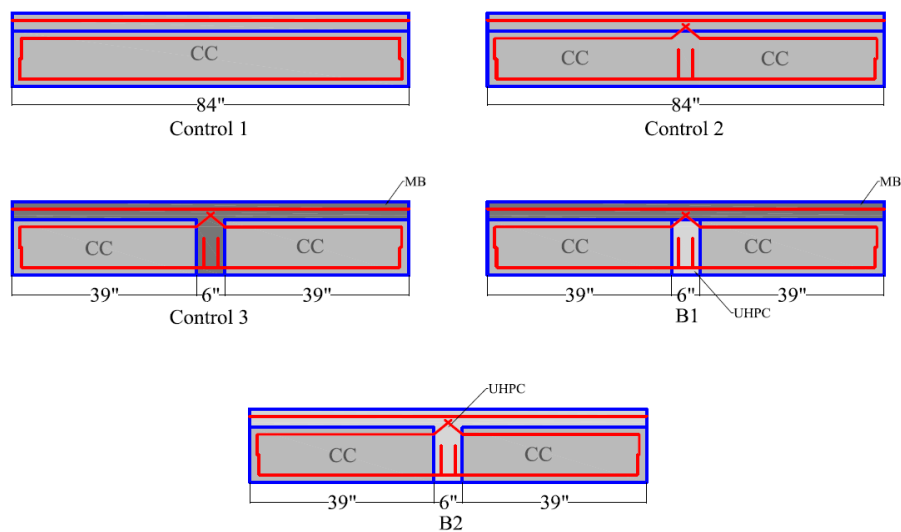 CC
84"
Control 1
CC
CC
84"
Control 2
MB
CC
CC
39"
6"
39"
Control 3
MB
CC
CC
39"
6"
39"
UHPC
B1
UHPC
CC
CC
39"
6"
39"
B2